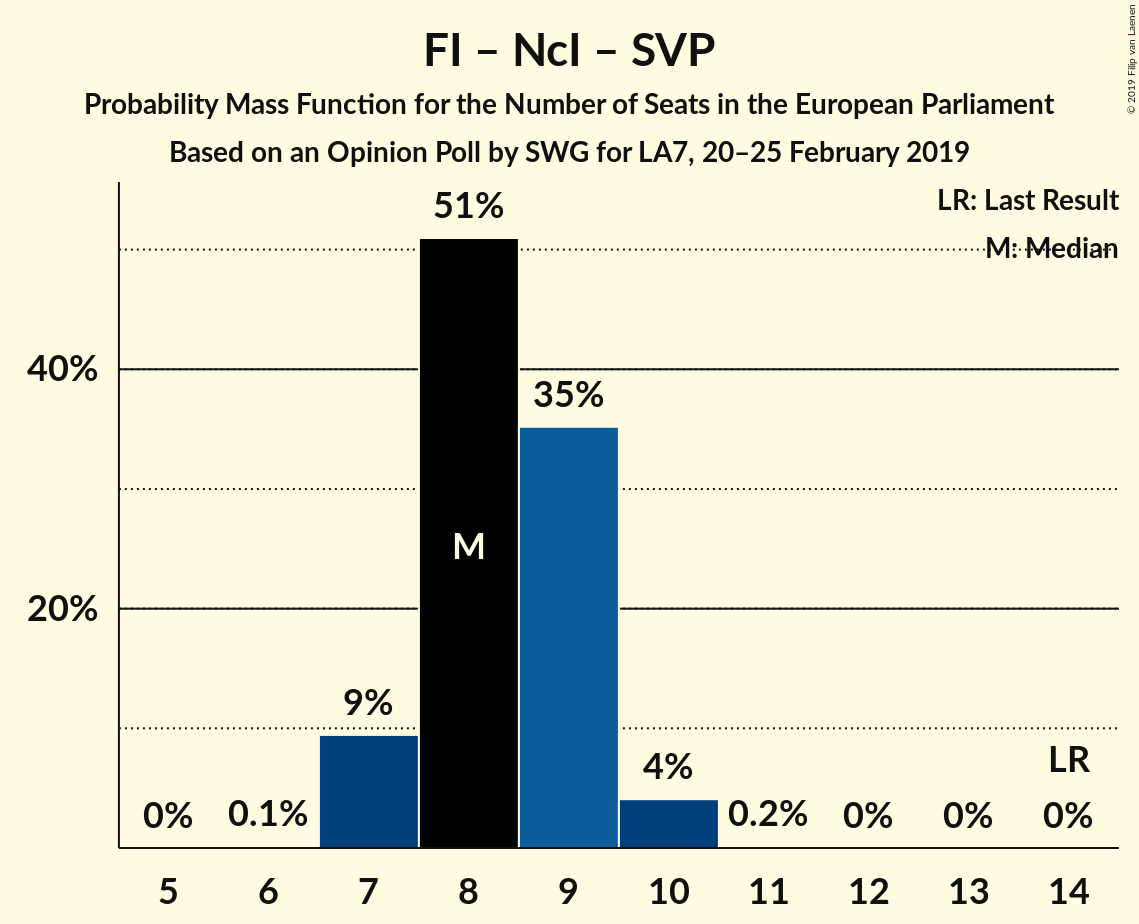 FI – NcI – SVP
Probability Mass Function for the Number of Seats in the European Parliament
Based on an Opinion Poll by SWG for LA7, 20–25 February 2019
© 2019 Filip van Laenen
LR: Last Result
M: Median
51%
40%
35%
M
20%
9%
4%
LR
0% 0.1% 0.2% 0% 0% 0%
5 6 7 8 9 10 11 12 13 14